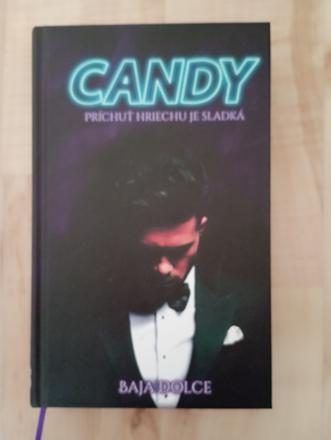 CANDY
PRÍCHUŤ HRIECHU JE SLADKÁ
BAJA DOLCE